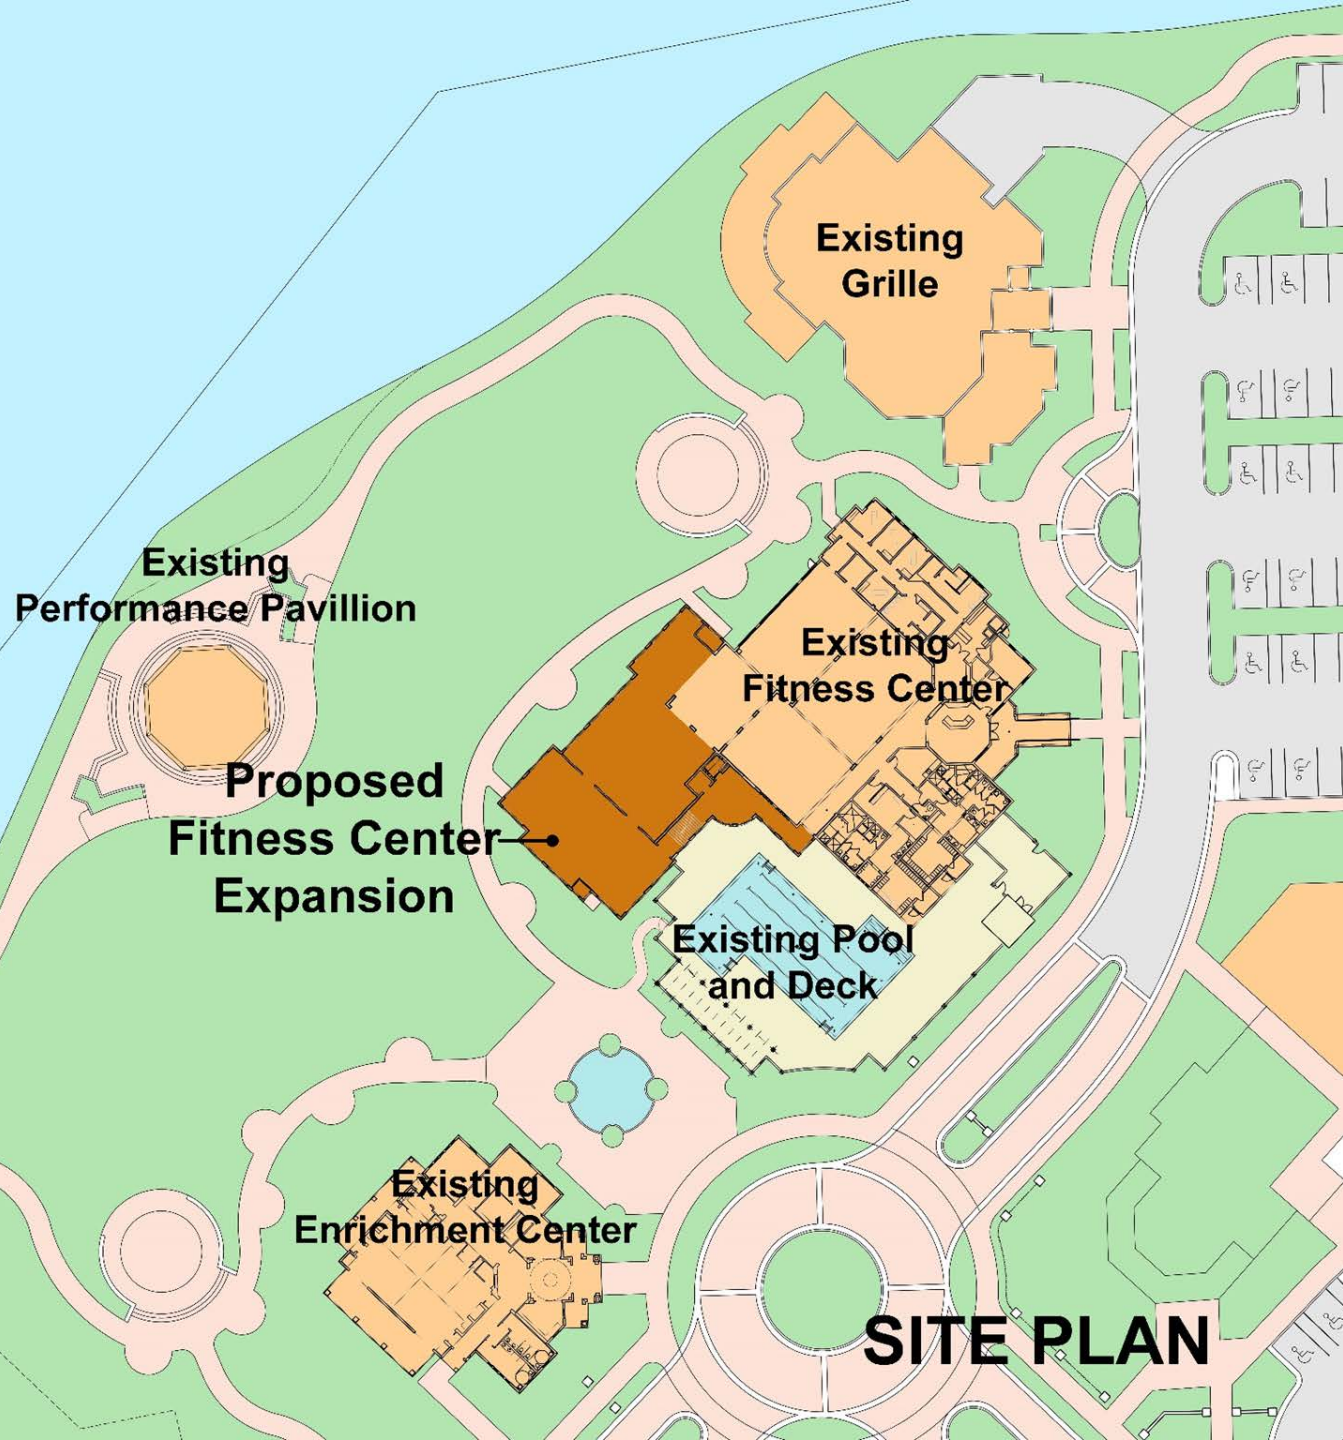 Existing
Grille
Existing
Performance Pavillion
Existing
Fitness Center
Proposed
Fitness Center
Expansion
Existing Pool
and Deck
Existing
Enrichment Center
SITE PLAN